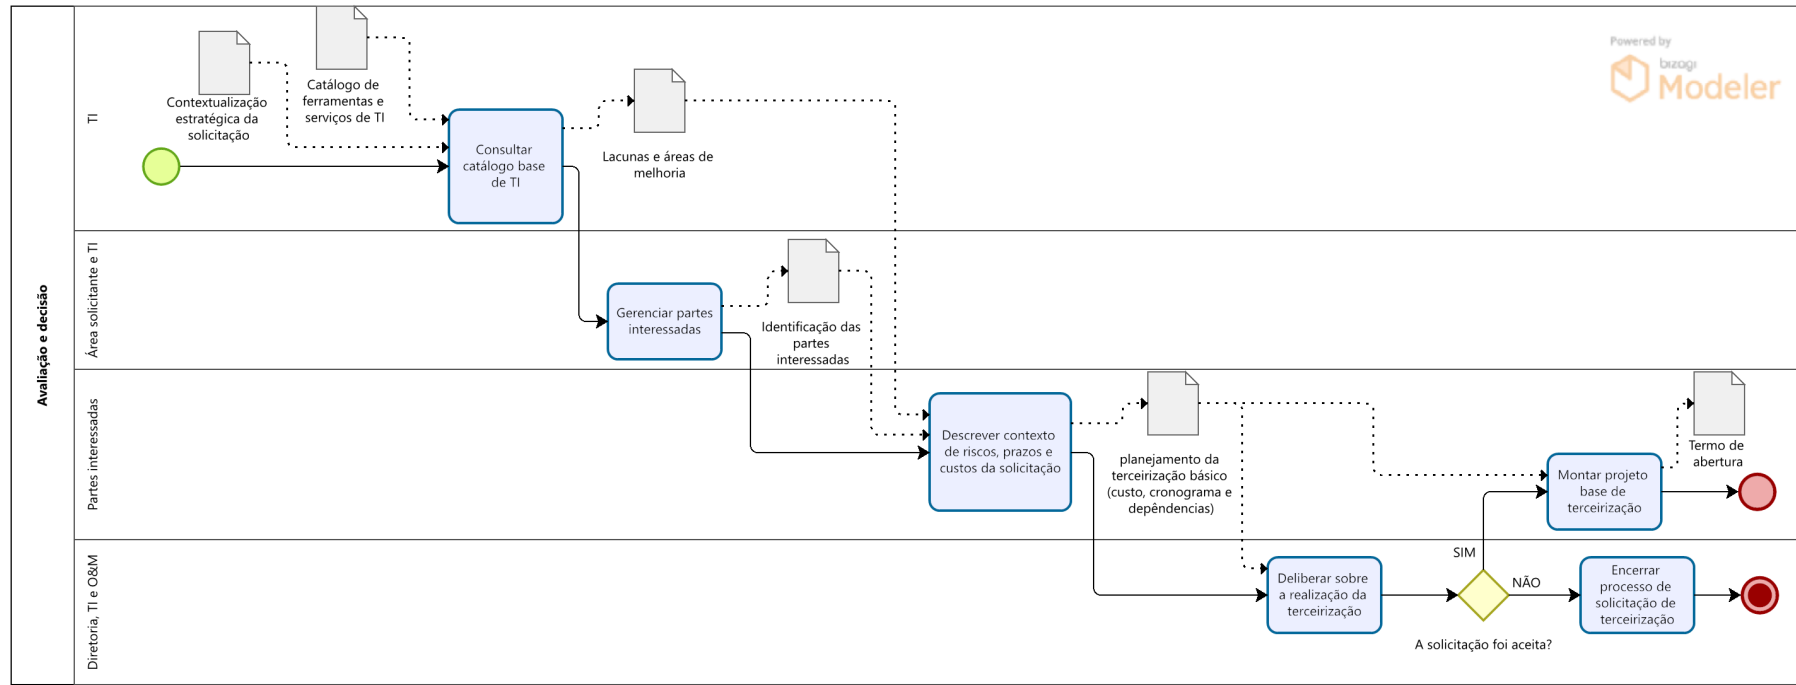 Avaliação e decisão
TI
Contextualização
estratégica da
solicitação
Catálogo de
ferramentas e
serviços de TI
Consultar
catálogo base
de TI
Lacunas e áreas de
melhoria
Powered by
bizagi
Modeler
Área solicitante e TI
Gerenciar partes
interessadas
Identificação das
partes
interessadas
Partes interessadas
Descrever contexto
de riscos, prazos e
custos da solicitação
planejamento da
terceirização básico
(custo, cronograma e
depêndencias)
Montar projeto
base de
terceirização
Termo de
abertura
Diretoria, TI e O&M
Deliberar sobre
a realização da
terceirização
SIM
NÃO
A solicitação foi aceita?
Encerrar
processo de
solicitação de
terceirização